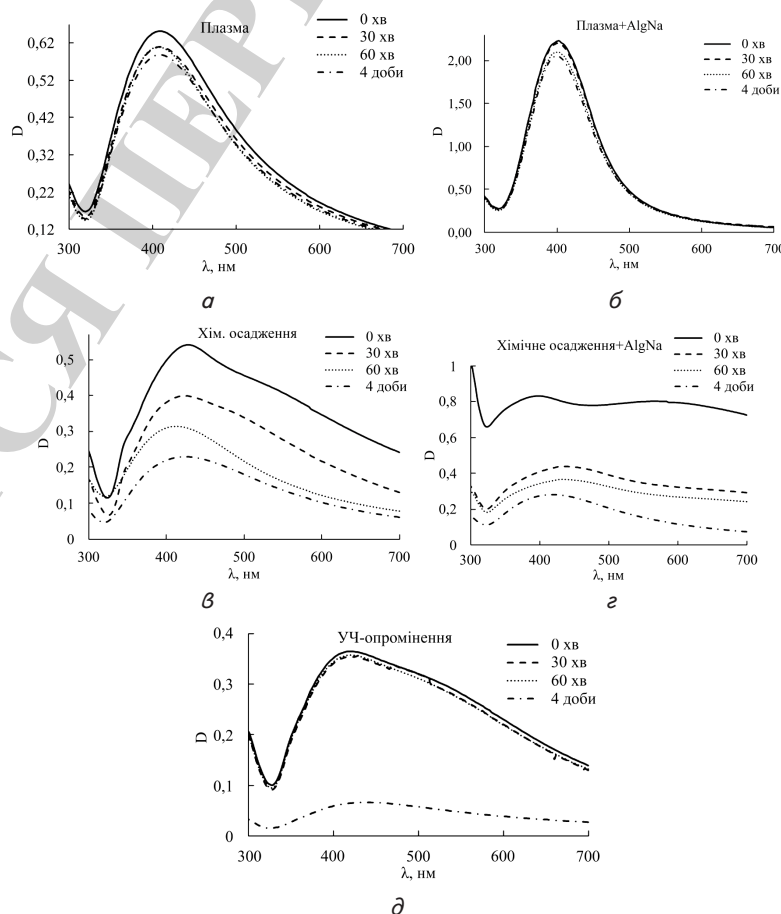 СЯ ПЕР
Плазма
0 хв
30 хв
60 хв
4 доби
D
0,62
0,52
0,42
0,32
0,22
0,12
300 400 500 600 700
λ, нм
а
Плазма+AlgNa
0 хв
30 хв
60 хв
4 доби
D
2,00
1,50
1,00
0,50
0,00
300 400 500 600 700
λ, нм
б
Хім. осадження
0 хв
30 хв
60 хв
4 доби
D
0,5
0,4
0,3
0,2
0,1
0
300 400 500 600 700
λ, нм
в
Хімічне осадження+AlgNa
0 хв
30 хв
60 хв
4 доби
D
1
0,8
0,6
0,4
0,2
0
300 400 500 600 700
λ, нм
г
УЧ-опромінення
0 хв
30 хв
60 хв
4 доби
D
0,4
0,3
0,2
0,1
0
300 400 500 600 700
λ, нм
д